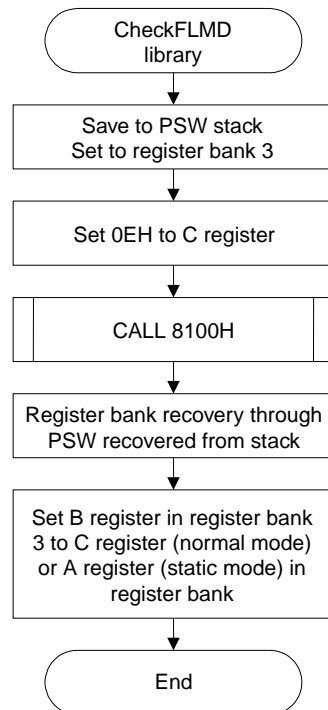 CheckFLMD
library
Save to PSW stack
Set to register bank 3
Set 0EH to C register
CALL 8100H
Register bank recovery through
PSW recovered from stack
Set B register in register bank
3 to C register (normal mode)
or A register (static mode) in
register bank
End